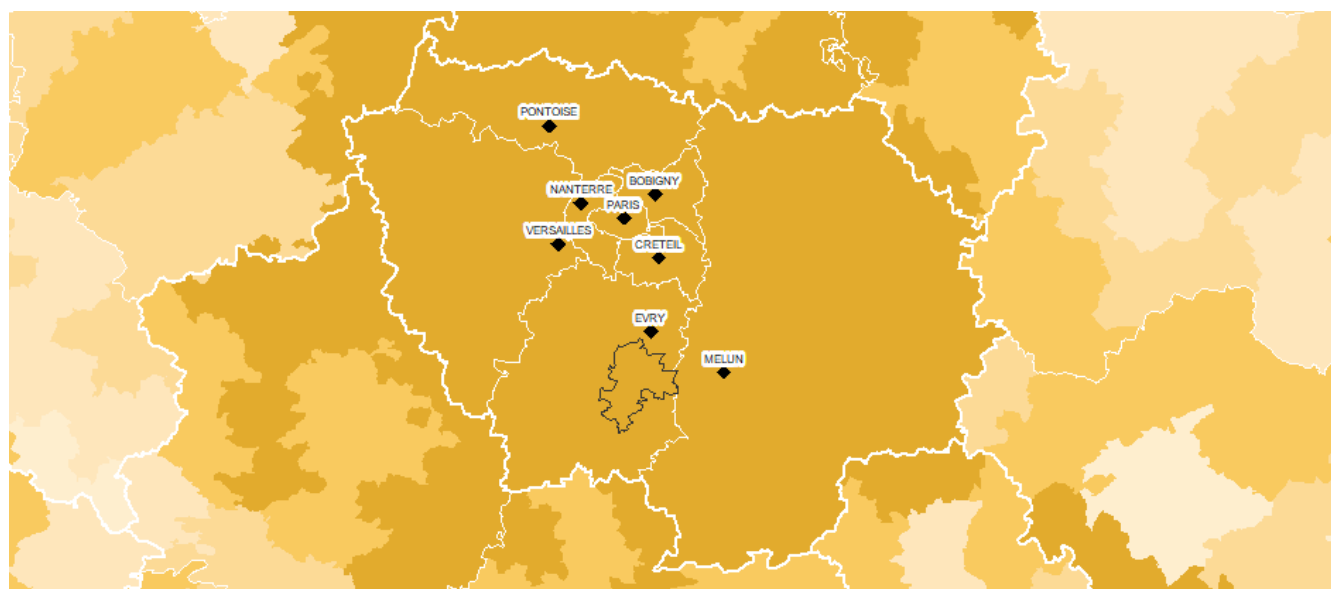 PONTOISE
BOBIGNY
NANTERRE
PARIS
VERSAILLES
CRETEIL
EVRY
MELUN